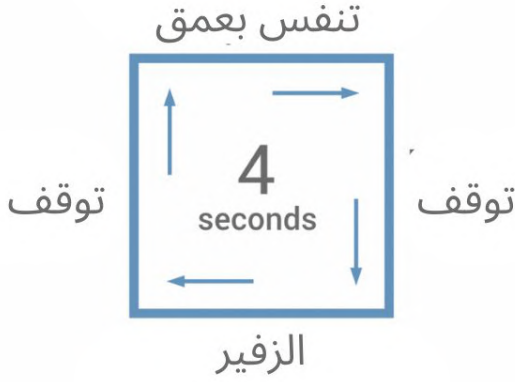 تنفس بعمق
توقف
4
seconds
توقف
الزفير